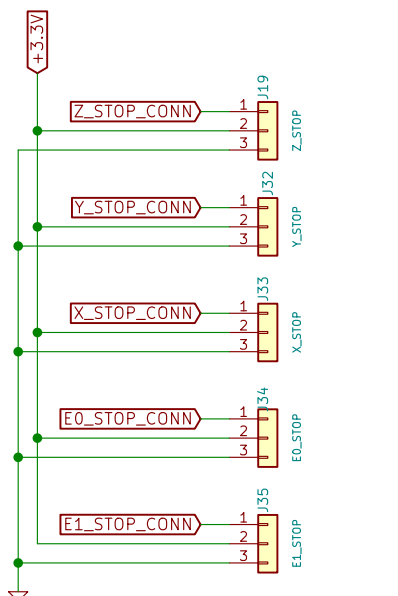 +3.3V
J19
Z_STOP_CONN
1
2
3
Z_STOP
J32
Y_STOP_CONN
1
2
3
Y_STOP
J33
X_STOP_CONN
1
2
3
X_STOP
J34
E0_STOP_CONN
1
2
3
E0_STOP
J35
E1_STOP_CONN
1
2
3
E1_STOP